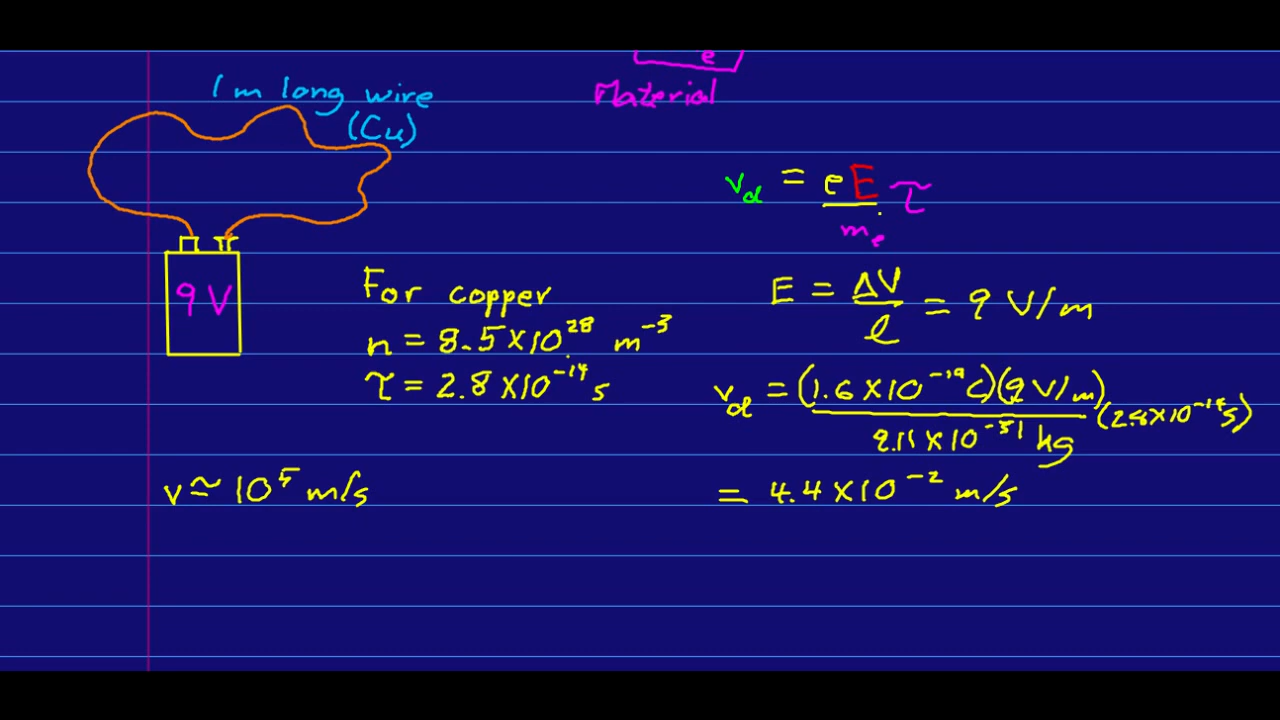 e
Material
1 m long wire
(Cu)
v_d = eE/m_e τ
9 V
For copper
n = 8.5×10^28 m^-3
τ = 2.8×10^-14 s
E = ΔV/l = 9 V/m
v_d = (1.6×10^-19 C)(9 V/m)/9.11×10^-31 kg (2.8×10^-14 s)
v ≃ 10^5 m/s
= 4.4×10^-2 m/s